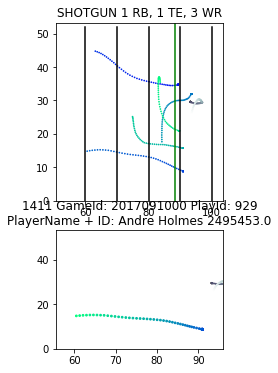 SHOTGUN 1 RB, 1 TE, 3 WR
50
40
30
20
10
0
60 80 100
1411 GameId: 2017091000 PlayId: 929
PlayerName + ID: Andre Holmes 2495453.0
40
20
0
60 70 80 90